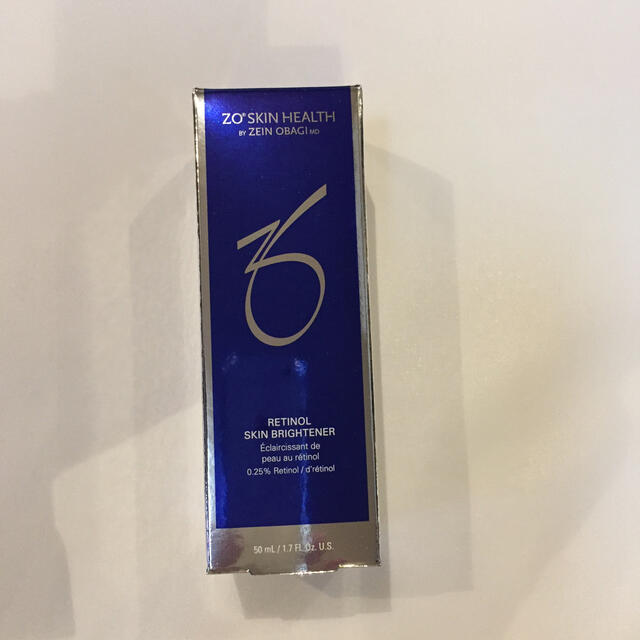 ZO® SKIN HEALTH
BY ZEIN OBAGI MD
RETINOL
SKIN BRIGHTENER
Éclaircissant de
peau au rétinol
0.25% Retinol / d'rétinol
50 mL / 1.7 Fl. Oz. U.S.